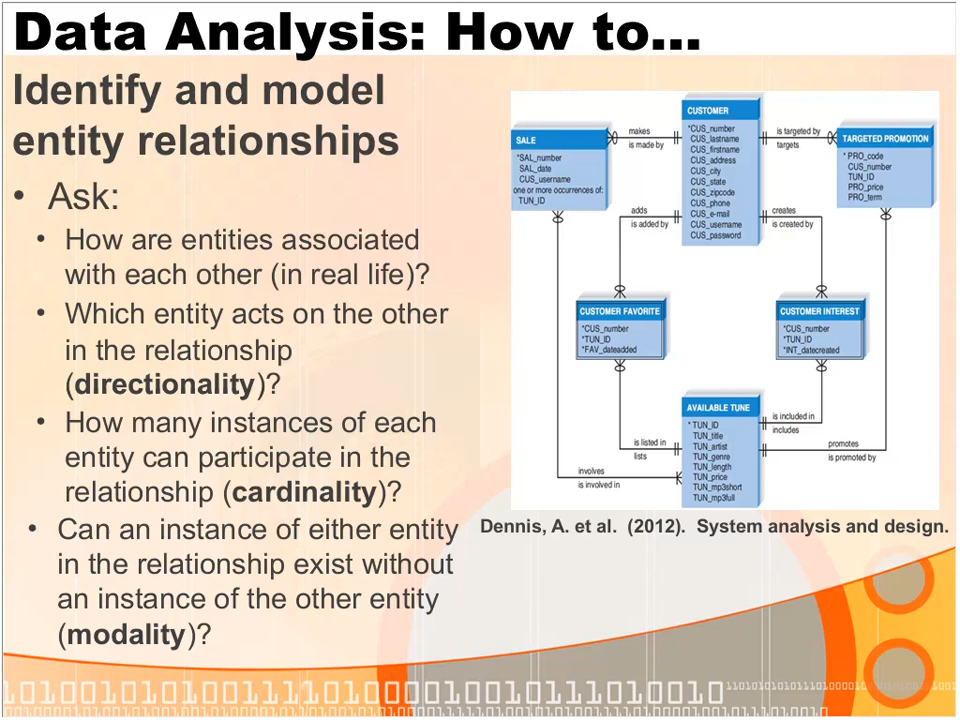 Data Analysis: How to...
Identify and model
entity relationships
• Ask:
• How are entities associated
with each other (in real life)?
• Which entity acts on the other
in the relationship
(directionality)?
• How many instances of each
entity can participate in the
relationship (cardinality)?
• Can an instance of either entity
in the relationship exist without
an instance of the other entity
(modality)?
SALE
*SAL_number
SAL_date
CUS_username
one or more occurrences of:
TUN_ID
makes
is made by
CUSTOMER
*CUS_number
CUS_lastname
CUS_firstname
CUS_address
CUS_city
CUS_state
CUS_zipcode
CUS_phone
CUS_e-mail
CUS_username
CUS_password
is targeted by
targets
TARGETED PROMOTION
* PRO_code
CUS_number
TUN_ID
PRO_price
PRO_term
adds
is added by
creates
is created by
CUSTOMER FAVORITE
*CUS_number
*TUN_ID
*FAV_dateadded
CUSTOMER INTEREST
*CUS_number
*TUN_ID
*INT_datecreated
AVAILABLE TUNE
* TUN_ID
TUN_title
TUN_artist
TUN_genre
TUN_length
TUN_price
TUN_mp3short
TUN_mp3full
is listed in
lists
is included in
includes
involves
is involved in
promotes
is promoted by
Dennis, A. et al. (2012). System analysis and design.